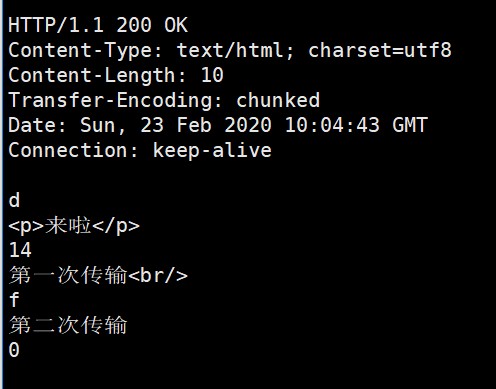 HTTP/1.1 200 OK
Content-Type: text/html; charset=utf8
Content-Length: 10
Transfer-Encoding: chunked
Date: Sun, 23 Feb 2020 10:04:43 GMT
Connection: keep-alive
d
<p>来啦</p>
14
第一次传输<br/>
f
第二次传输
0